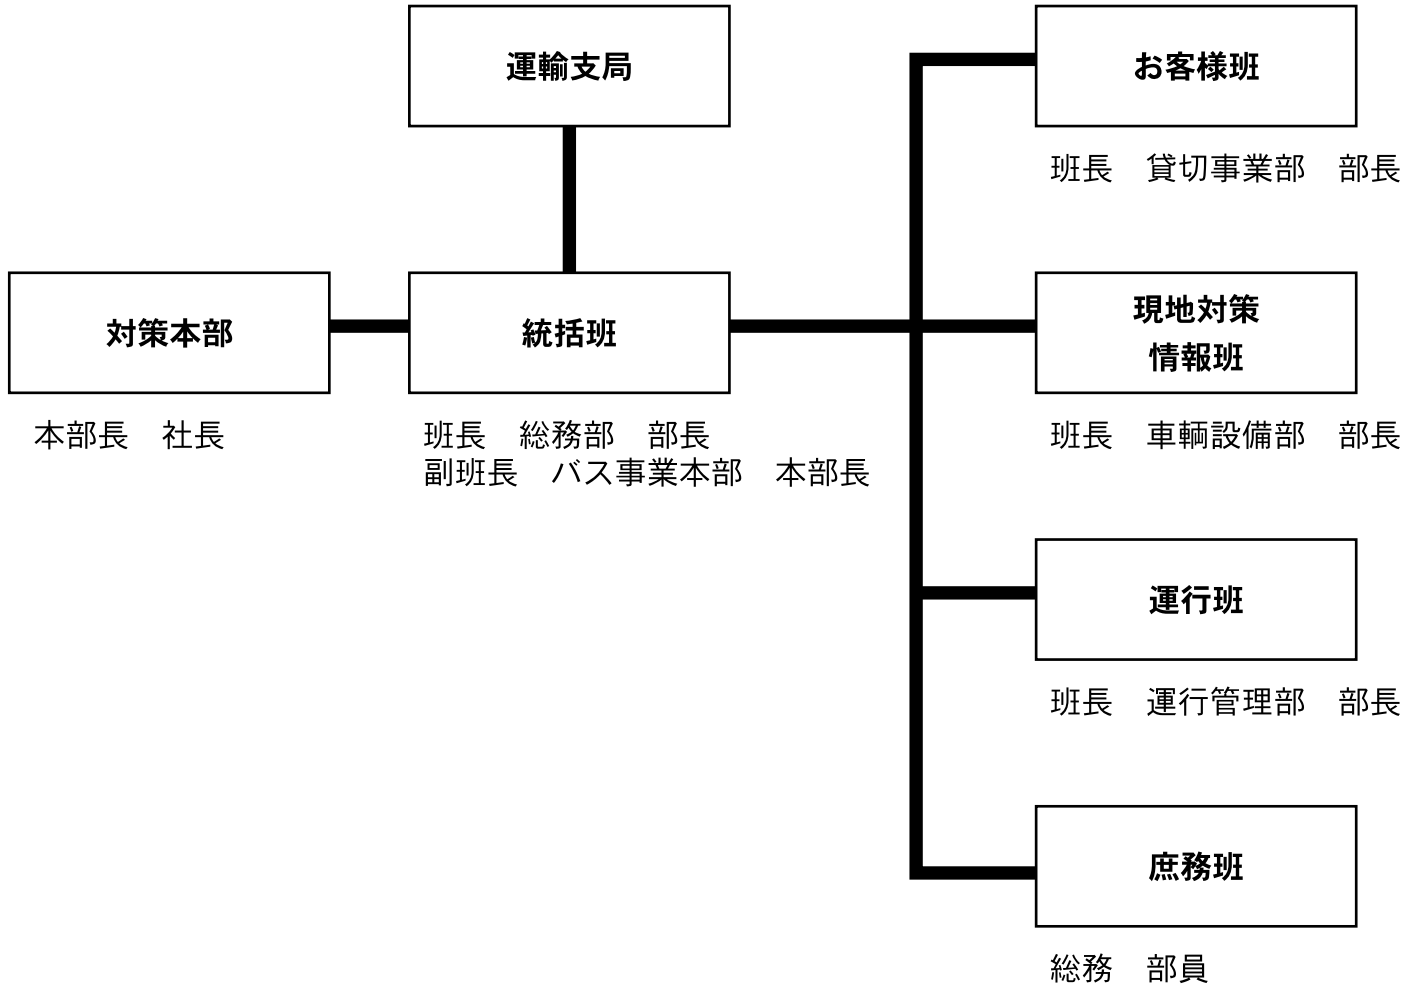 運輸支局
お客様班
班長　貸切事業部　部長
対策本部
本部長　社長
統括班
班長　総務部　部長
副班長　バス事業本部　本部長
現地対策
情報班
班長　車輌設備部　部長
運行班
班長　運行管理部　部長
庶務班
総務　部員